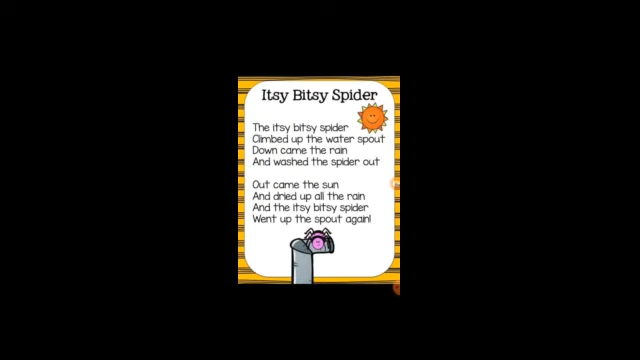 Itsy Bitsy Spider
The itsy bitsy spider
Climbed up the water spout
Down came the rain
And washed the spider out
Out came the sun
And dried up all the rain
And the itsy bitsy spider
Went up the spout again!